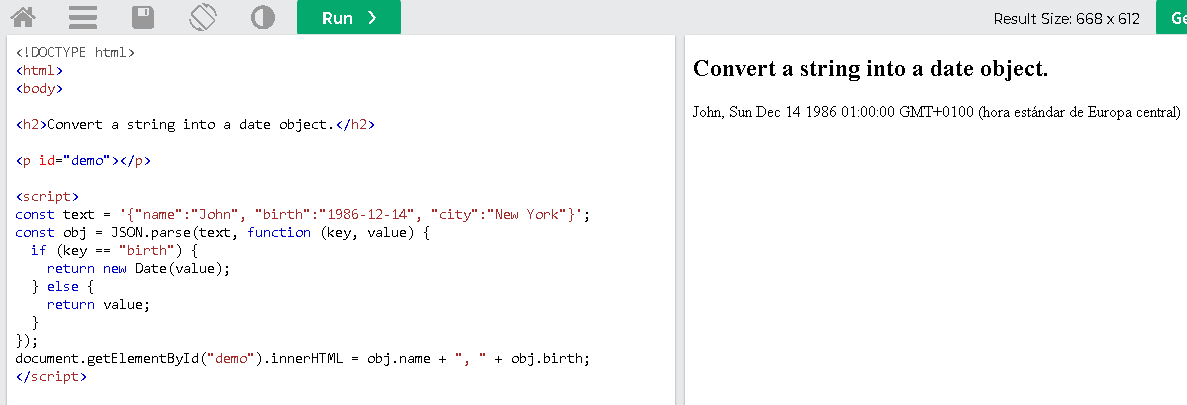 Run ❯
Result Size: 668 x 612
Ge
<!DOCTYPE html>
<html>
<body>
<h2>Convert a string into a date object.</h2>
<p id="demo"></p>
<script>
const text = '{"name":"John", "birth":"1986-12-14", "city":"New York"}';
const obj = JSON.parse(text, function (key, value) {
  if (key == "birth") {
    return new Date(value);
  } else {
    return value;
  }
});
document.getElementById("demo").innerHTML = obj.name + ", " + obj.birth;
</script>
Convert a string into a date object.
John, Sun Dec 14 1986 01:00:00 GMT+0100 (hora estándar de Europa central)